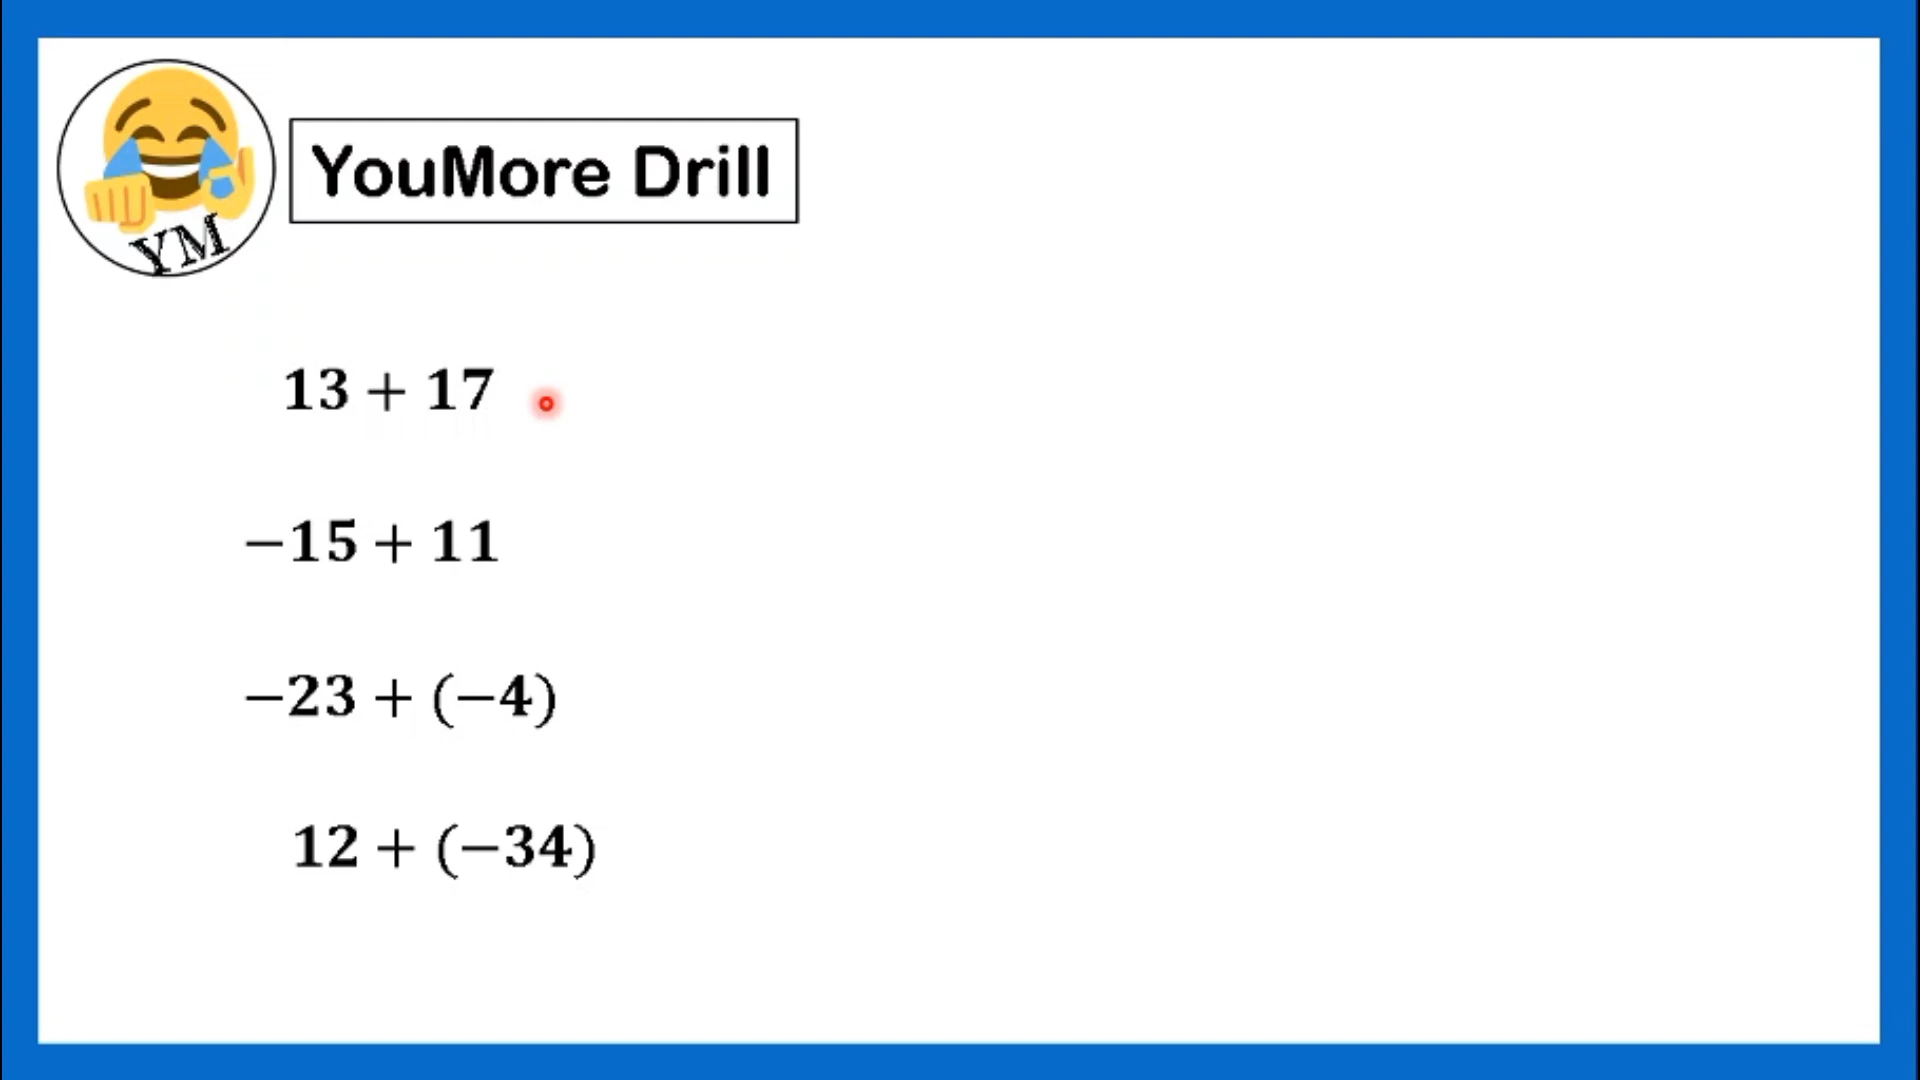 YM
YouMore Drill
13 + 17
−15 + 11
−23 + (−4)
12 + (−34)